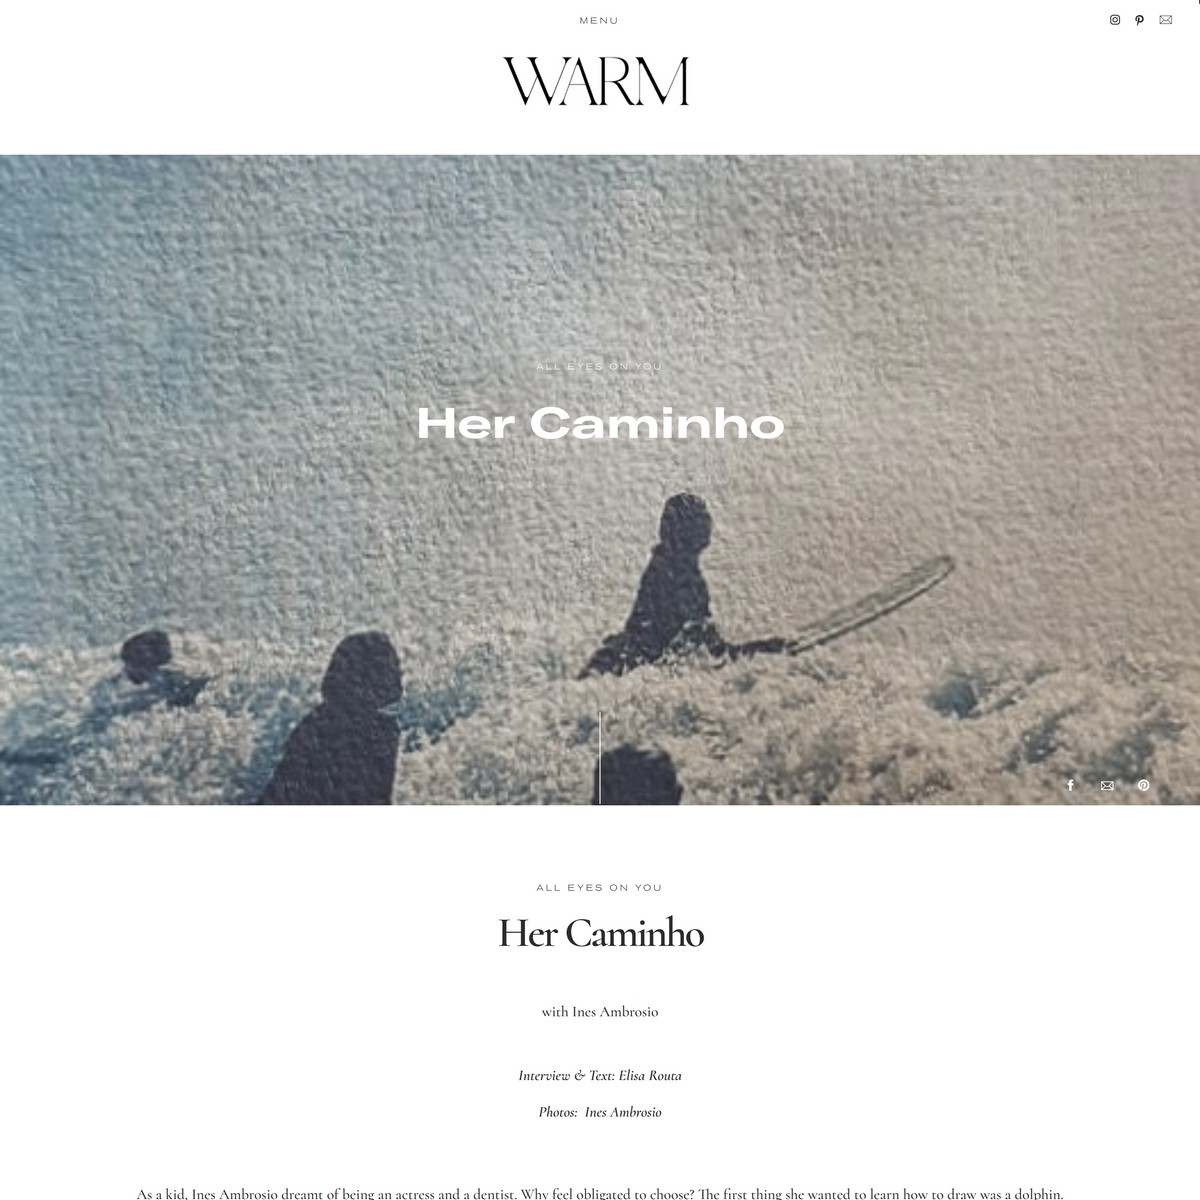 MENU
WARM
ALL EYES ON YOU
Her Caminho
ALL EYES ON YOU
Her Caminho
with Ines Ambrosio
Interview & Text: Elisa Routa
Photos: Ines Ambrosio
As a kid, Ines Ambrosio dreamt of being an actress and a dentist. Why feel obligated to choose? The first thing she wanted to learn how to draw was a dolphin.